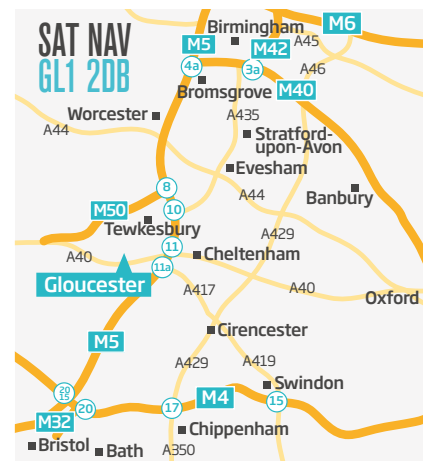 SAT NAV
GL1 2DB
Birmingham
M6
M5
M42
A45
4a
3a
A46
Bromsgrove
M40
Worcester
A435
A44
Stratford-
upon-Avon
Evesham
8
A44
Banbury
M50
10
Tewkesbury
A429
11
A40
Cheltenham
11a
Gloucester
A417
A40
Oxford
Cirencester
M5
A429
A419
Swindon
20
15
M4
20
17
15
M32
Chippenham
Bristol
Bath
A350